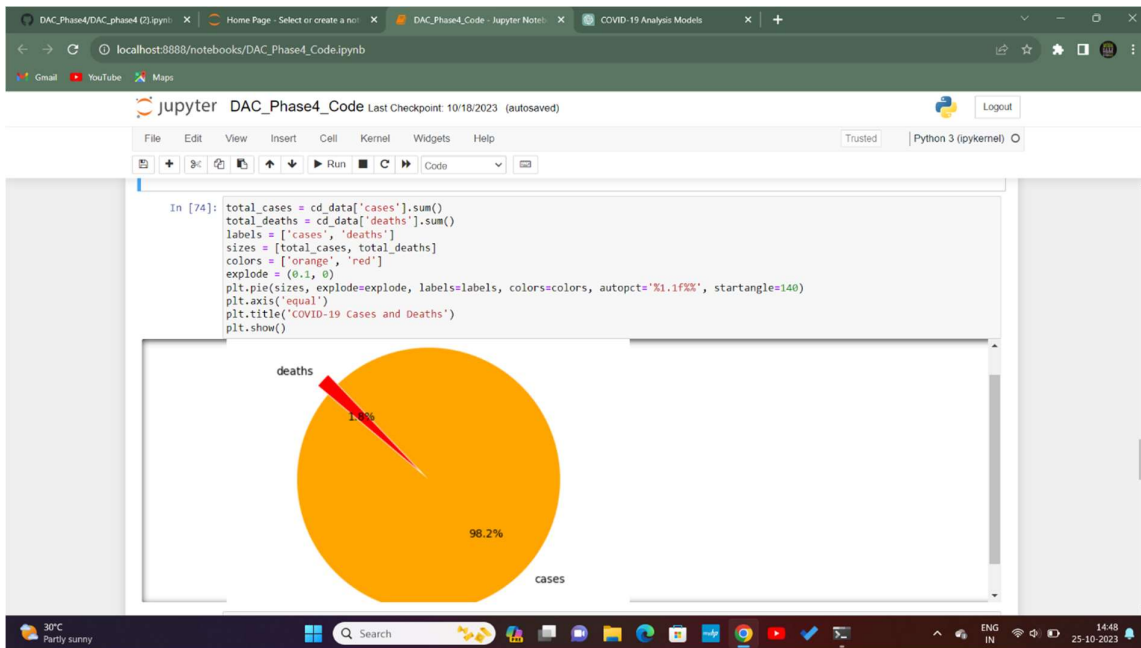 DAC_Phase4/DAC_phase4 (2).ipynb
Home Page - Select or create a not
DAC_Phase4_Code - Jupyter Noteb
COVID-19 Analysis Models
localhost:8888/notebooks/DAC_Phase4_Code.ipynb
Gmail YouTube Maps
jupyter DAC_Phase4_Code Last Checkpoint: 10/18/2023 (autosaved)
Logout
File Edit View Insert Cell Kernel Widgets Help
Trusted Python 3 (ipykernel)
Run Code
In [74]: total_cases = cd_data['cases'].sum()
total_deaths = cd_data['deaths'].sum()
labels = ['cases', 'deaths']
sizes = [total_cases, total_deaths]
colors = ['orange', 'red']
explode = (0.1, 0)
plt.pie(sizes, explode=explode, labels=labels, colors=colors, autopct='%1.1f%%', startangle=140)
plt.axis('equal')
plt.title('COVID-19 Cases and Deaths')
plt.show()
deaths
1.8%
98.2%
cases
30°C
Partly sunny
Search
ENG
IN
14:48
25-10-2023